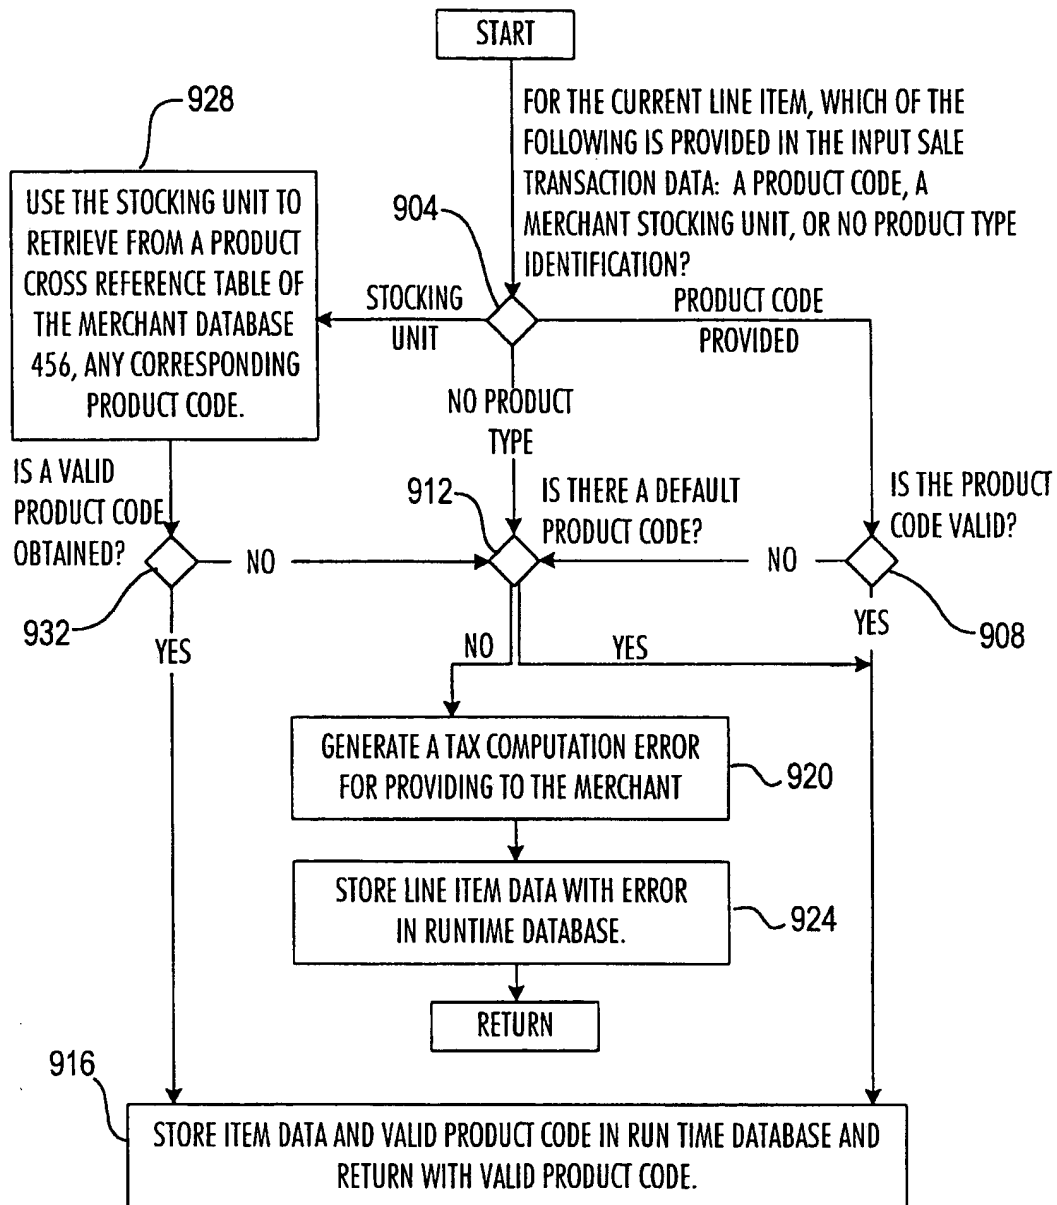 START
FOR THE CURRENT LINE ITEM, WHICH OF THE
FOLLOWING IS PROVIDED IN THE INPUT SALE
TRANSACTION DATA: A PRODUCT CODE, A
MERCHANT STOCKING UNIT, OR NO PRODUCT TYPE
IDENTIFICATION?
928
USE THE STOCKING UNIT TO
RETRIEVE FROM A PRODUCT
CROSS REFERENCE TABLE OF
THE MERCHANT DATABASE
456, ANY CORRESPONDING
PRODUCT CODE.
904
STOCKING
UNIT
PRODUCT CODE
PROVIDED
NO PRODUCT
TYPE
IS A VALID
PRODUCT CODE
OBTAINED?
912
IS THERE A DEFAULT
PRODUCT CODE?
IS THE PRODUCT
CODE VALID?
NO
NO
932
YES
NO
YES
YES
908
GENERATE A TAX COMPUTATION ERROR
FOR PROVIDING TO THE MERCHANT
920
STORE LINE ITEM DATA WITH ERROR
IN RUNTIME DATABASE.
924
RETURN
916
STORE ITEM DATA AND VALID PRODUCT CODE IN RUN TIME DATABASE AND
RETURN WITH VALID PRODUCT CODE.